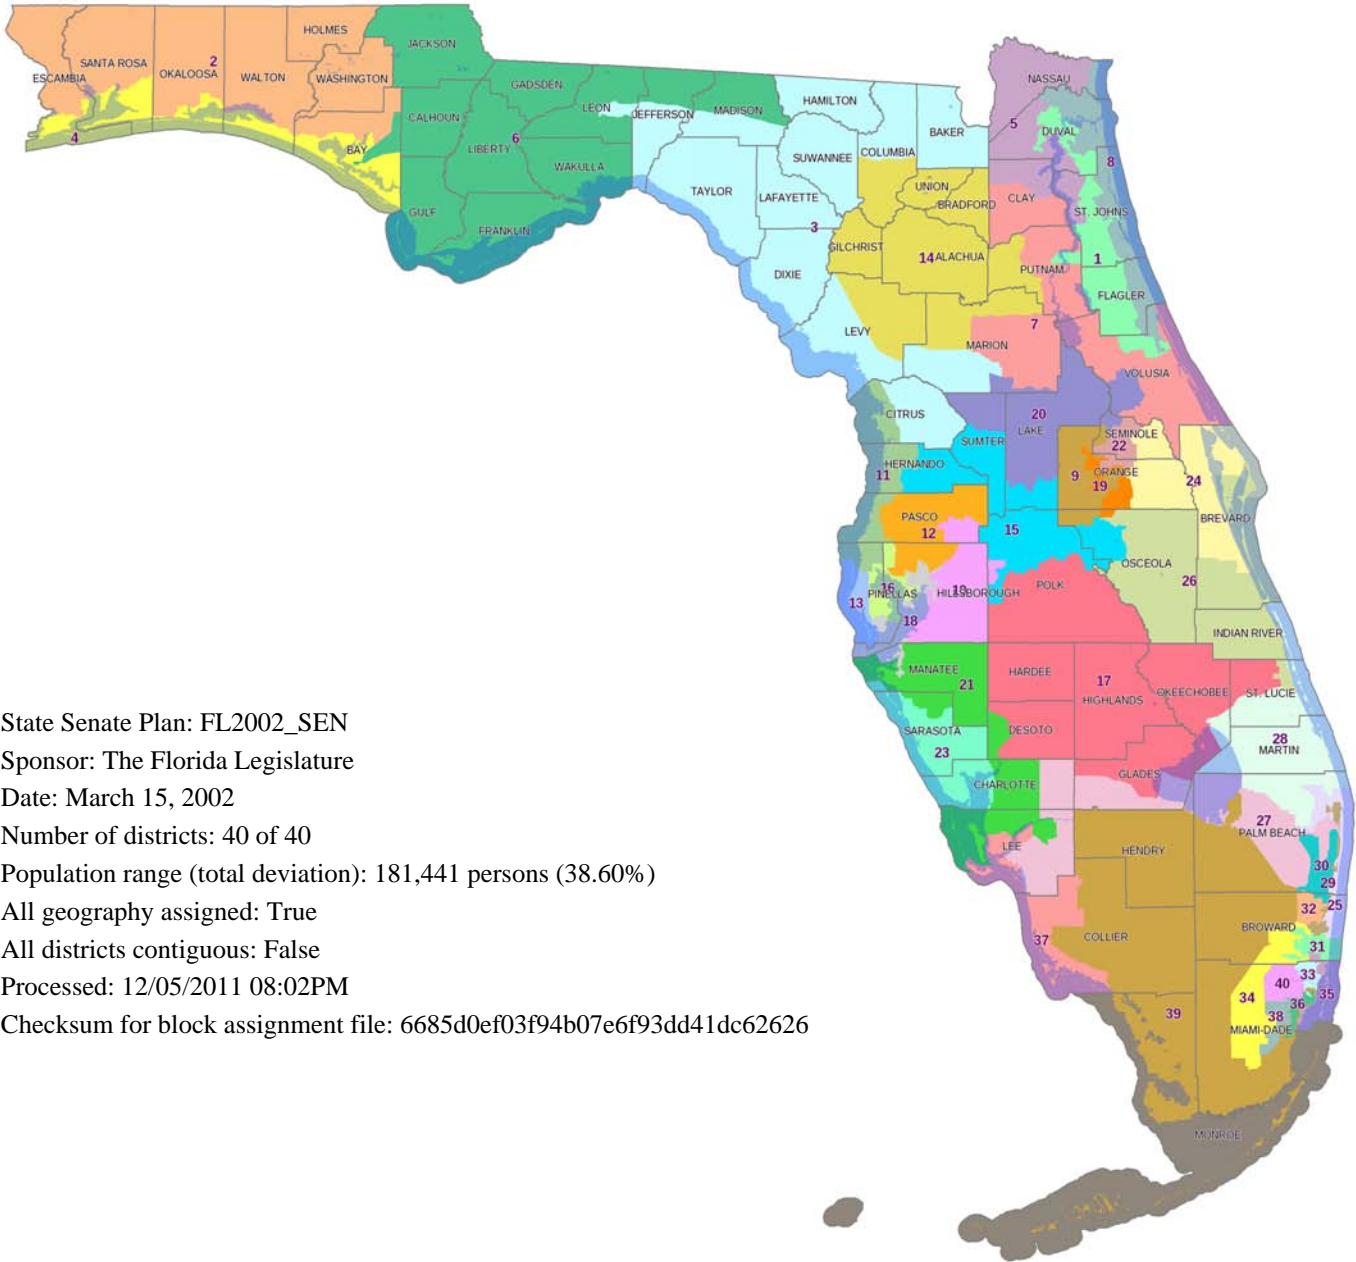 HOLMES
JACKSON
SANTA ROSA
2
ESCAMBIA
OKALOOSA
WALTON
WASHINGTON
GADSDEN
NASSAU
HAMILTON
LEON
JEFFERSON
MADISON
CALHOUN
5
DUVAL
BAKER
4
6
LIBERTY
BAY
SUWANNEE
COLUMBIA
8
WAKULLA
UNION
TAYLOR
LAFAYETTE
BRADFORD
CLAY
GULF
ST. JOHNS
3
FRANKLIN
GILCHRIST
14
ALACHUA
1
DIXIE
PUTNAM
FLAGLER
LEVY
7
MARION
VOLUSIA
CITRUS
20
LAKE
SUMTER
SEMINOLE
22
HERNANDO
11
9
ORANGE
19
24
PASCO
12
15
BREVARD
OSCEOLA
16
PINELLAS
10
HILLSBOROUGH
POLK
26
13
18
INDIAN RIVER
MANATEE
21
HARDEE
17
HIGHLANDS
OKEECHOBEE
ST. LUCIE
State Senate Plan: FL2002_SEN
SARASOTA
23
DESOTO
28
MARTIN
Sponsor: The Florida Legislature
CHARLOTTE
GLADES
Date: March 15, 2002
Number of districts: 40 of 40
27
PALM BEACH
LEE
HENDRY
Population range (total deviation): 181,441 persons (38.60%)
30
29
All geography assigned: True
32
25
BROWARD
All districts contiguous: False
37
COLLIER
31
Processed: 12/05/2011 08:02PM
33
40
34
35
36
Checksum for block assignment file: 6685d0ef03f94b07e6f93dd41dc62626
39
38
MIAMI-DADE
MONROE